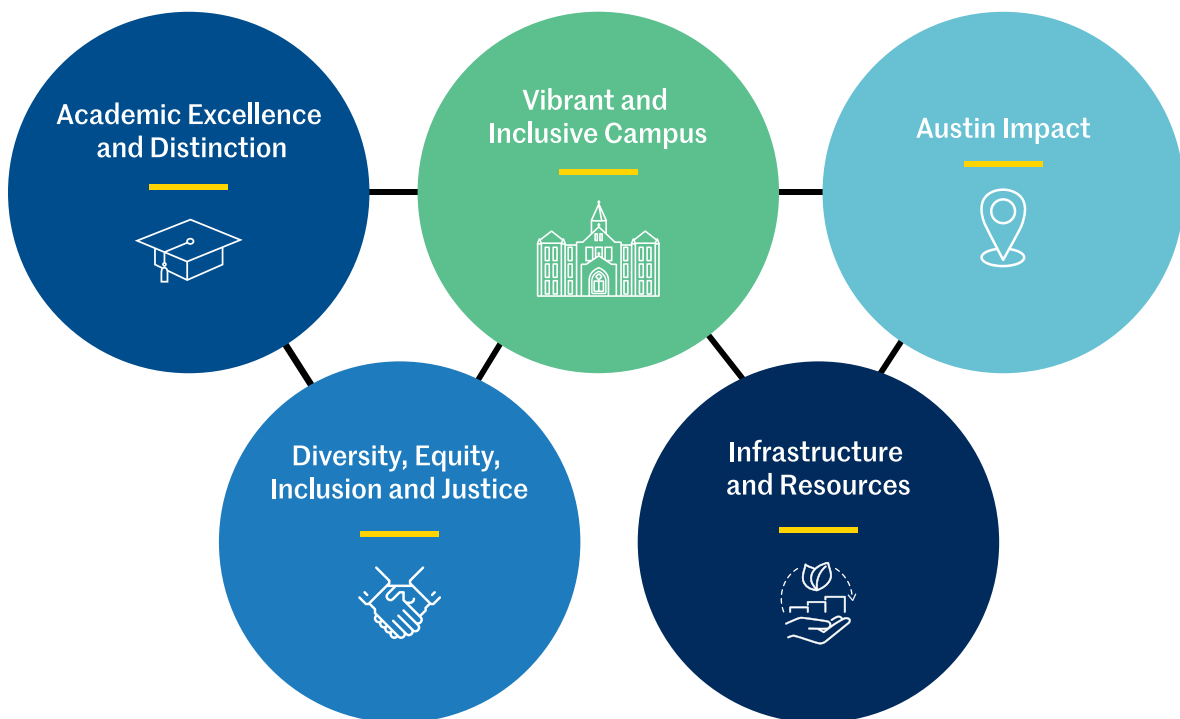 Academic Excellence
and Distinction
Vibrant and
Inclusive Campus
Austin Impact
Diversity, Equity,
Inclusion and Justice
Infrastructure
and Resources